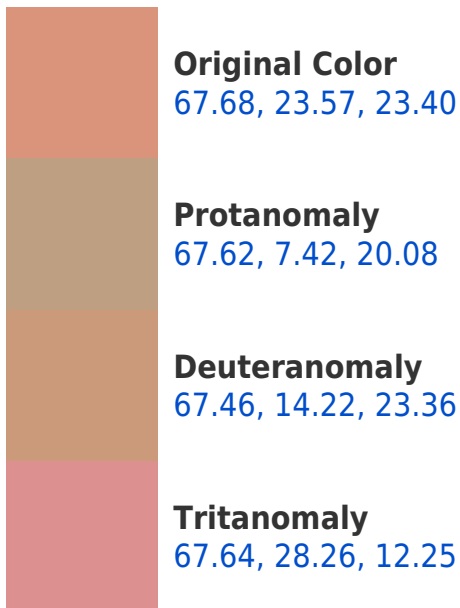 Original Color
67.68, 23.57, 23.40
Protanomaly
67.62, 7.42, 20.08
Deuteranomaly
67.46, 14.22, 23.36
Tritanomaly
67.64, 28.26, 12.25